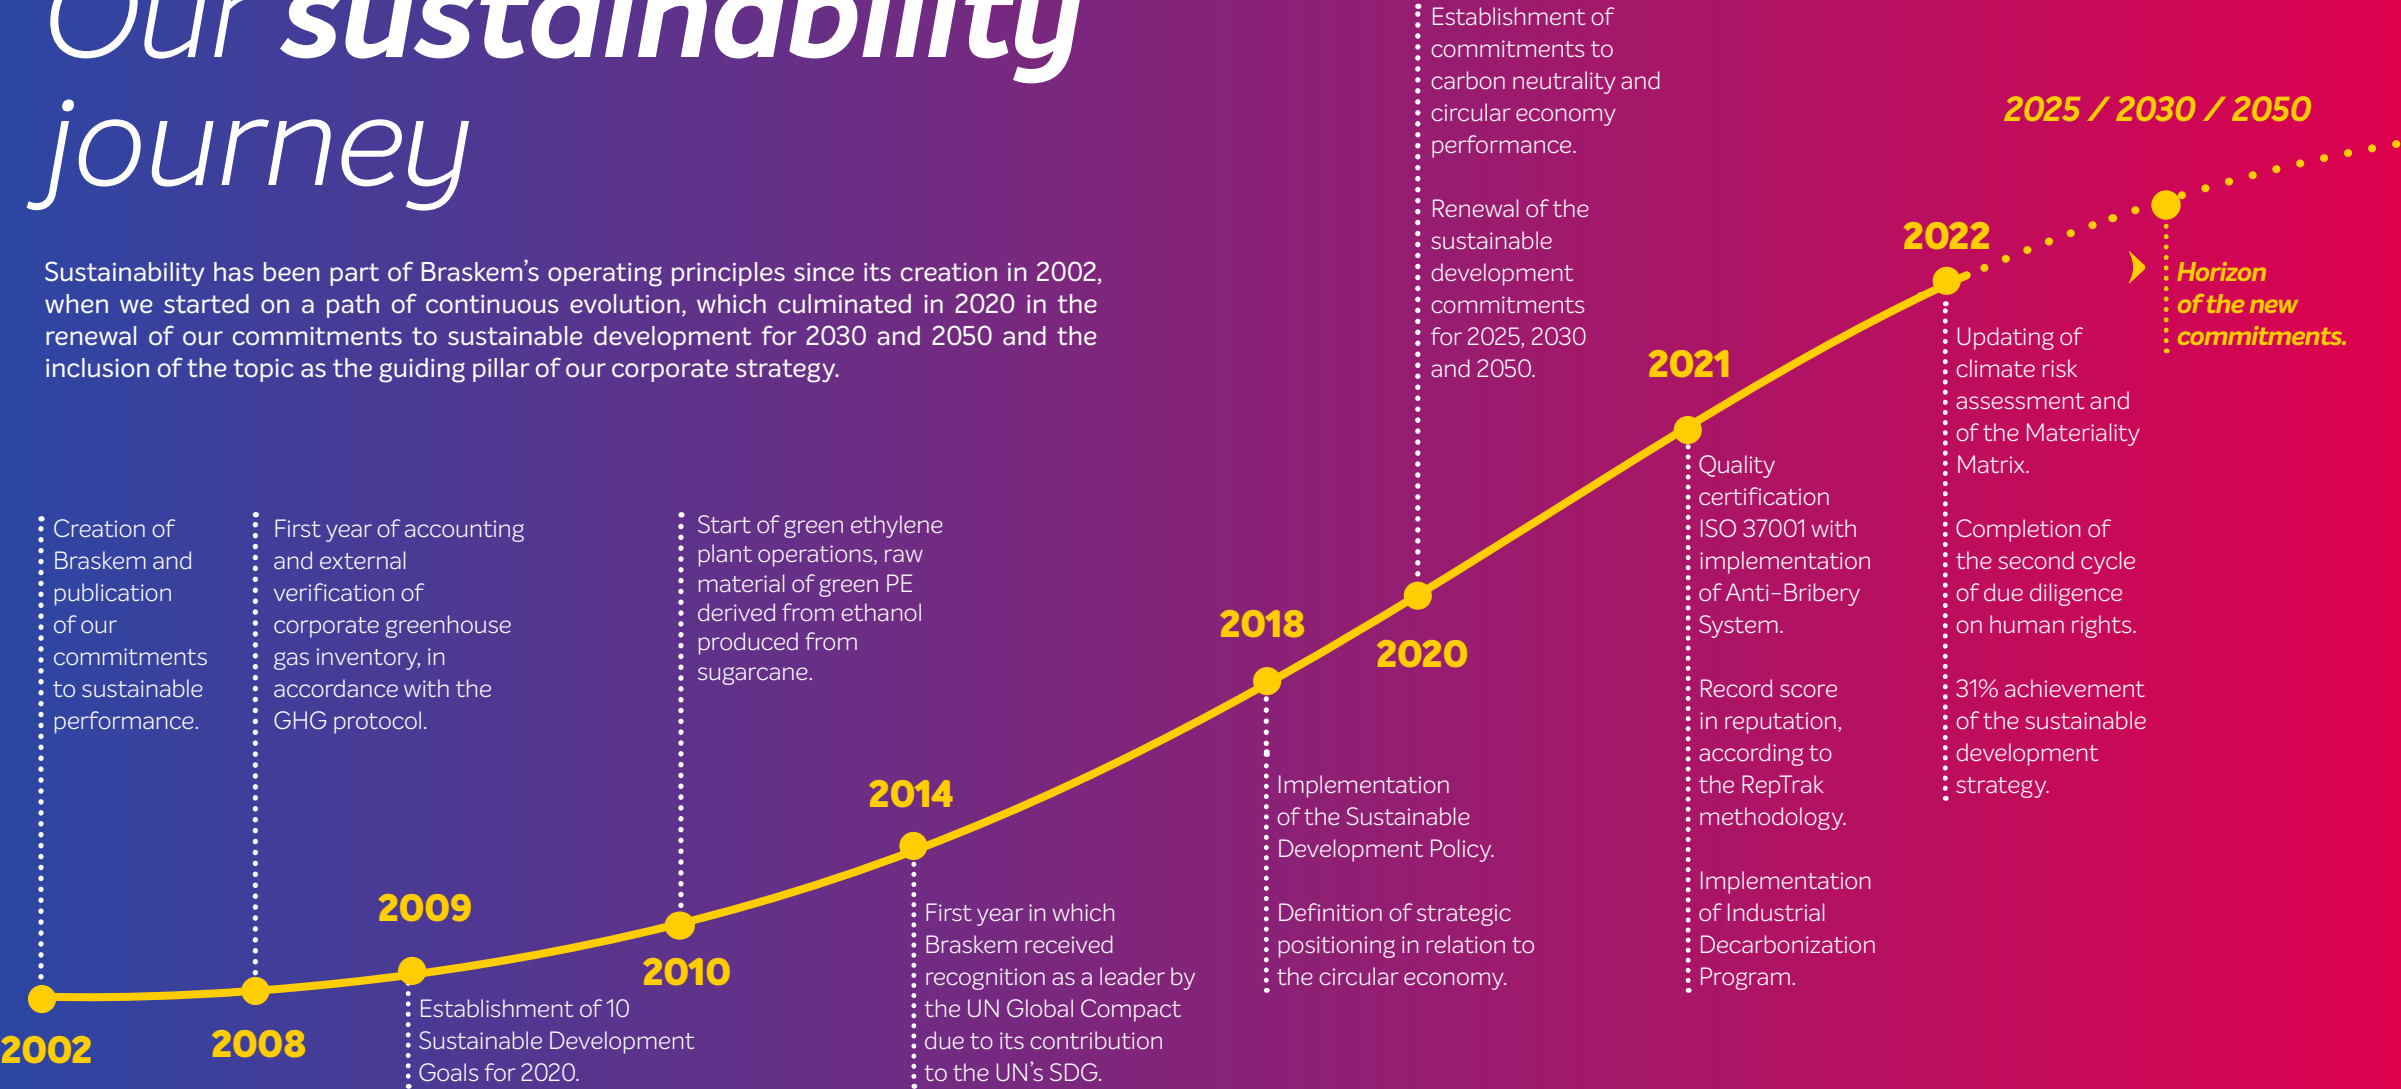 Our sustainability
journey
Sustainability has been part of Braskem's operating principles since its creation in 2002,
when we started on a path of continuous evolution, which culminated in 2020 in the
renewal of our commitments to sustainable development for 2030 and 2050 and the
inclusion of the topic as the guiding pillar of our corporate strategy.
2002
Creation of
Braskem and
publication
of our
commitments
to sustainable
performance.
2008
First year of accounting
and external
verification of
corporate greenhouse
gas inventory, in
accordance with the
GHG protocol.
2009
Establishment of 10
Sustainable Development
Goals for 2020.
2010
Start of green ethylene
plant operations, raw
material of green PE
derived from ethanol
produced from
sugarcane.
2014
First year in which
Braskem received
recognition as a leader by
the UN Global Compact
due to its contribution
to the UN's SDG.
2018
Implementation
of the Sustainable
Development Policy.
Definition of strategic
positioning in relation to
the circular economy.
2020
Establishment of
commitments to
carbon neutrality and
circular economy
performance.
Renewal of the
sustainable
development
commitments
for 2025, 2030
and 2050.
2021
Quality
certification
ISO 37001 with
implementation
of Anti-Bribery
System.
Record score
in reputation,
according to
the RepTrak
methodology.
Implementation
of Industrial
Decarbonization
Program.
2022
Updating of
climate risk
assessment and
of the Materiality
Matrix.
Completion of
the second cycle
of due diligence
on human rights.
31% achievement
of the sustainable
development
strategy.
2025 / 2030 / 2050
Horizon
of the new
commitments.